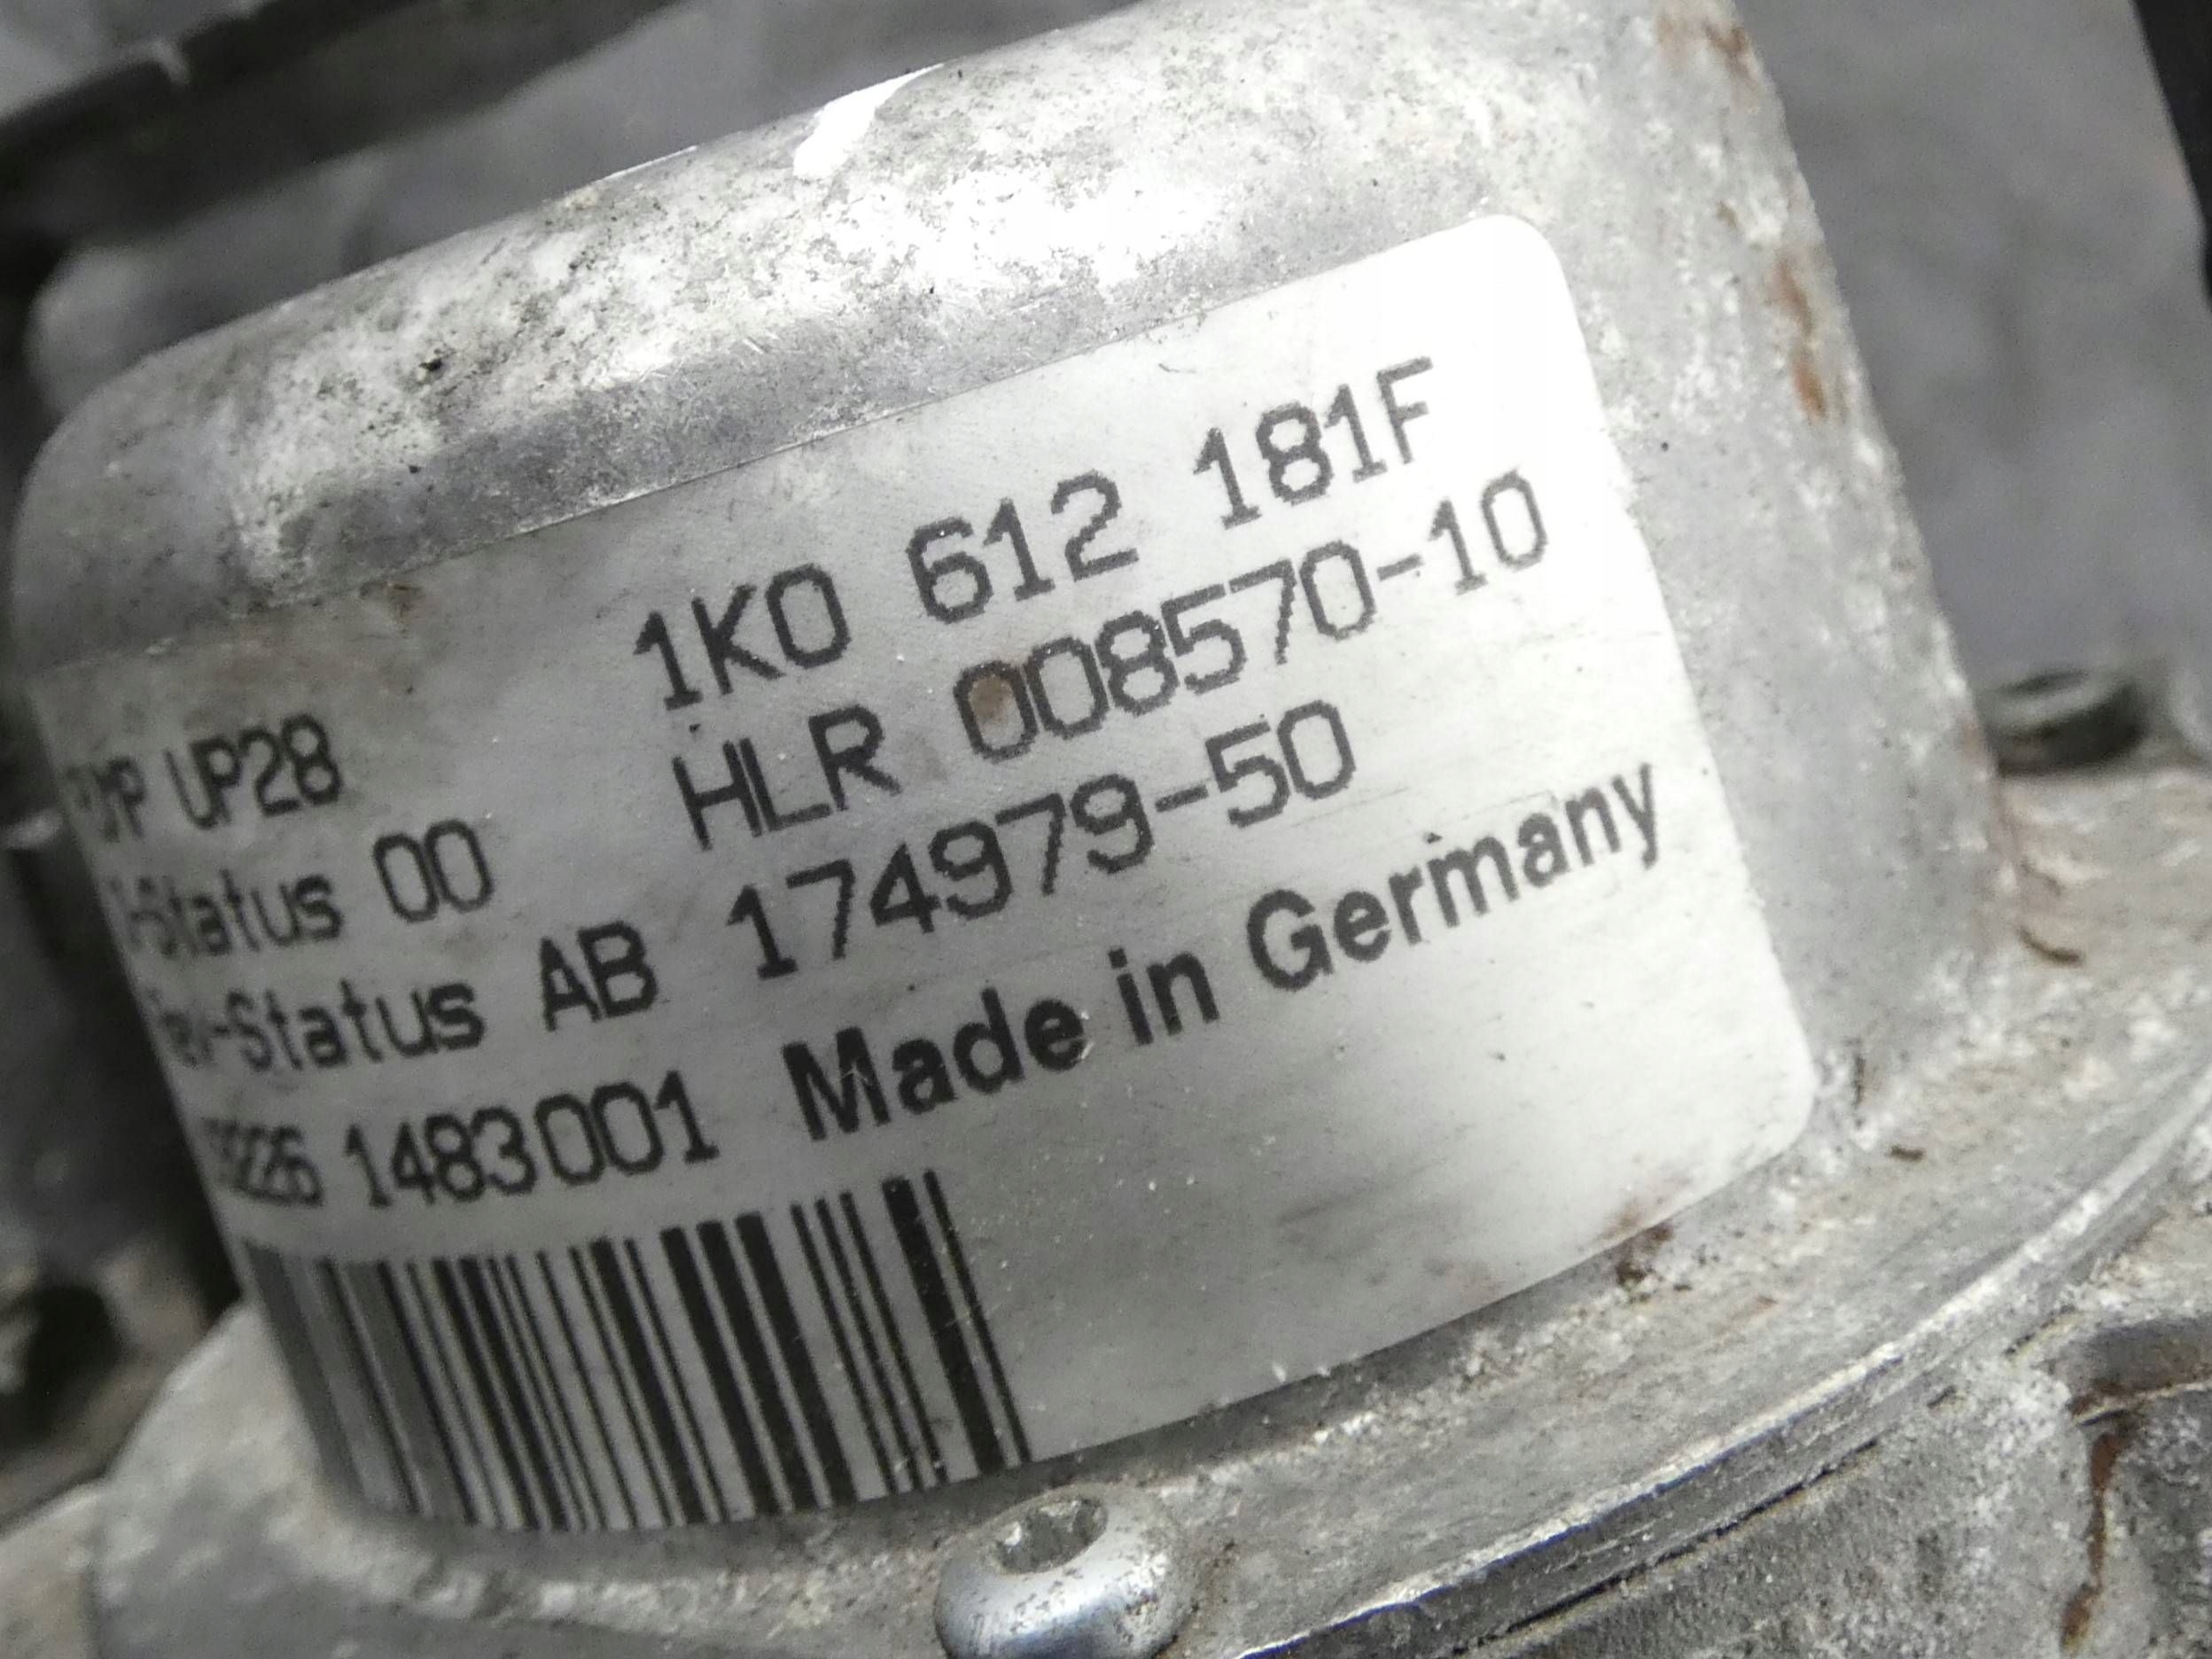 1K0 612 181F
UP28 HLR 008570-10
Status 00 174979-50
-Status AB Made in Germany
1483001